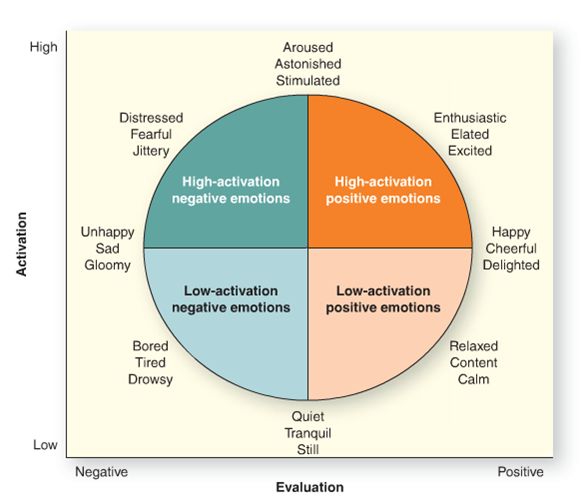 High
Aroused
Astonished
Stimulated
Distressed
Fearful
Jittery
Enthusiastic
Elated
Excited
High-activation
negative emotions
High-activation
positive emotions
Activation
Unhappy
Sad
Gloomy
Happy
Cheerful
Delighted
Low-activation
negative emotions
Low-activation
positive emotions
Bored
Tired
Drowsy
Relaxed
Content
Calm
Quiet
Tranquil
Still
Low
Negative
Positive
Evaluation